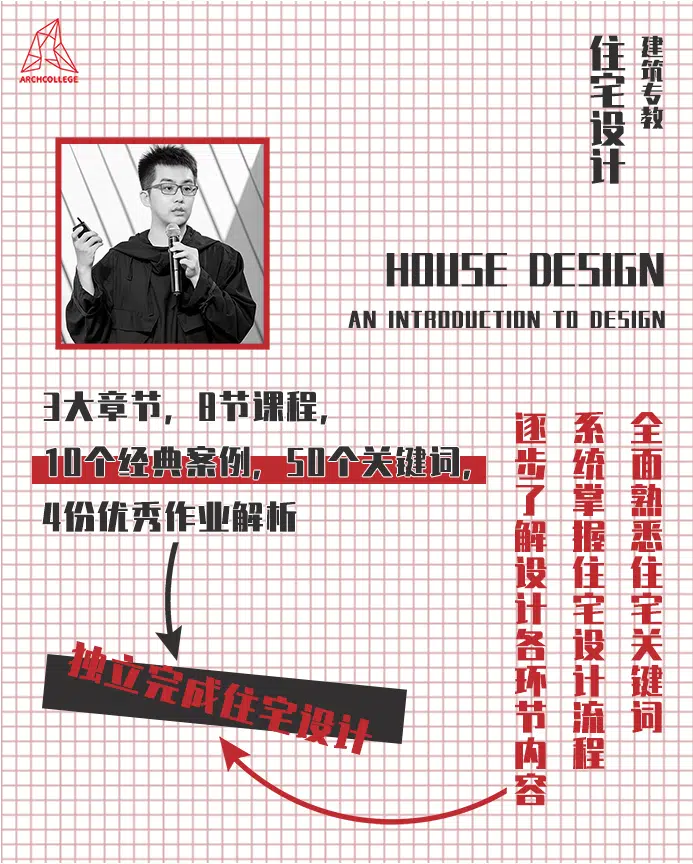 ARCHCOLLEGE
建筑专教
住宅设计
HOUSE DESIGN
AN INTRODUCTION TO DESIGN
3大章节，8节课程，
10个经典案例，50个关键词，
4份优秀作业解析
全面熟悉住宅关键词
系统掌握住宅设计流程
逐步了解设计各环节内容
独立完成住宅设计